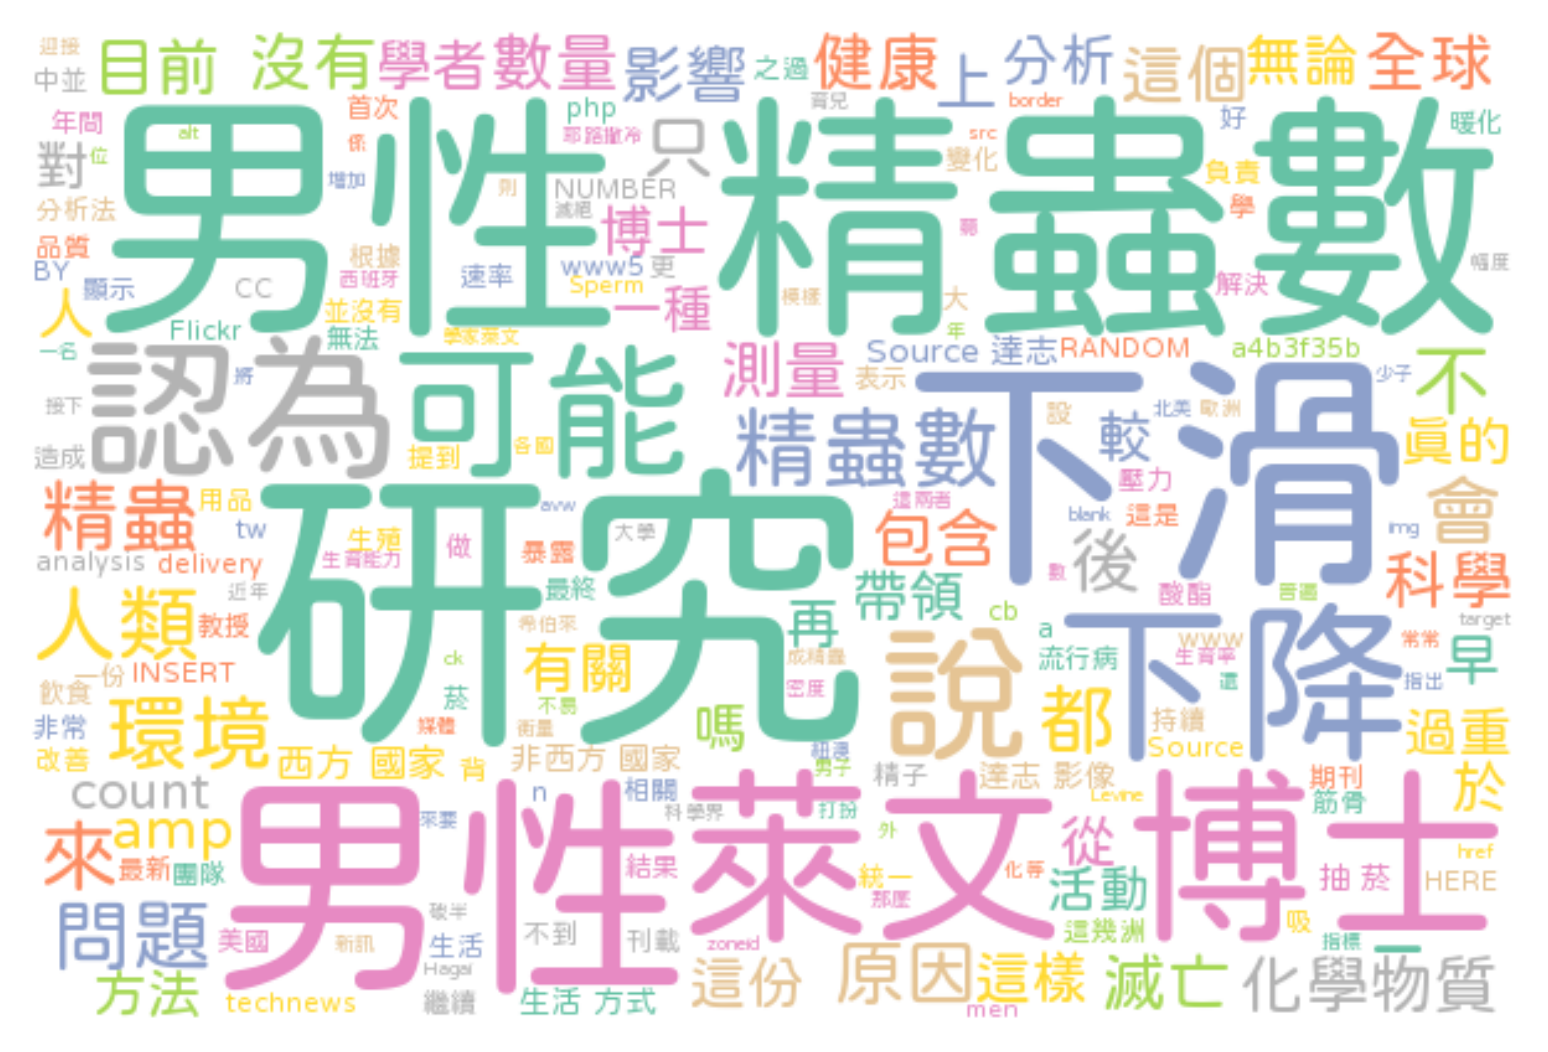 迎接 目前 沒有 學者 數量 影響 之過 健康 上 分析 這個 無論 全球
中並
年間 首次 php 育兒 border 好 暖化
alt 係 耶路撒冷 只 src
對 位 男性 精蟲數
增加 則 NUMBER 變化 負責
分析法 滅絕 博士 學
品質 根據
BY 顯示 CC 西班牙 速率 www5 更 解決 幅度
Sperm 模樣 大
人 並沒有 一種 年
Flickr 無法 學家萊文
一名 測量 Source 達志 RANDOM a4b3f35b 不
認為 將 可能 表示 下滑 少子
接下 設 北美 歐洲
造成 提到 各國 精蟲數 較 真的
精蟲 用品 壓力 會
tw avw 大學 這兩者 blank 這是 img
生殖 做 包含 後
analysis delivery 生育能力 暴露 數 科學
近年 研究 最終 帶領 酸酯 普遍
人類 教授 希伯來 再 cb target
a www 常常 早
一份 INSERT ck 有關 成精蟲 說 流行病 生育率 下降
飲食 菸 密度 還 指出
非常 環境 媒體 不易 嗎 都 持續 過重
衡量
改善 西方 國家 背 非西方 國家 紐澳 Source
男子 精子 達志 影像 期刊 於
count n 相關 Levine 筋骨
amp 來要 科學界 打扮
來 男性 萊文 博士 從 href
外
最新 團隊 結果 統一 化等 活動 抽 菸 HERE
那麼
問題 破半 吸
美國 新訊 生活 不到 刊載 zoneid 這幾洲 指標 一
Hagai
方法 technews 繼續 生活 方式 這份 原因 這樣 men 滅亡 化學物質